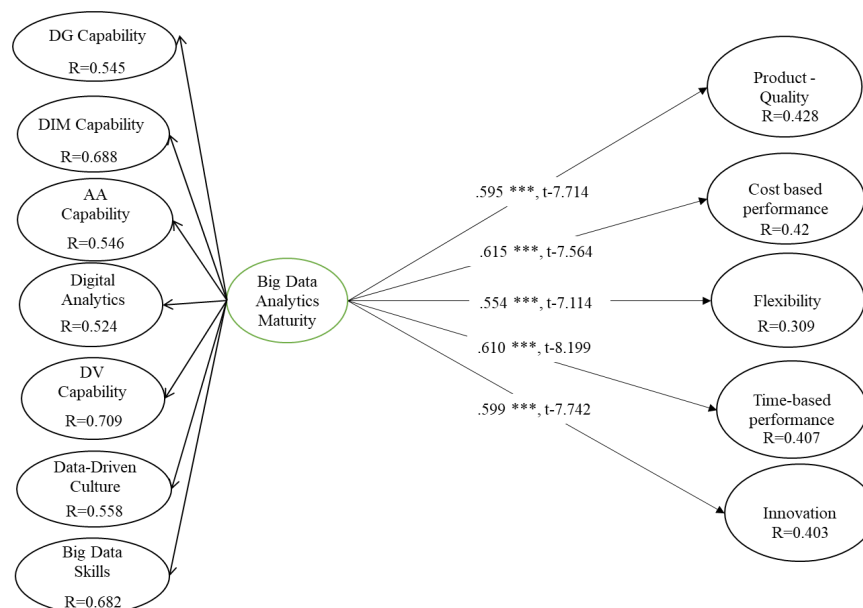 DG Capability
R=0.545
DIM Capability
R=0.688
AA
Capability
R=0.546
Digital
Analytics
R=0.524
DV
Capability
R=0.709
Data-Driven
Culture
R=0.558
Big Data
Skills
R=0.682
Big Data
Analytics
Maturity
.595 ***, t-7.714
.615 ***, t-7.564
.554 ***, t-7.114
.610 ***, t-8.199
.599 ***, t-7.742
Product -
Quality
R=0.428
Cost based
performance
R=0.42
Flexibility
R=0.309
Time-based
performance
R=0.407
Innovation
R=0.403